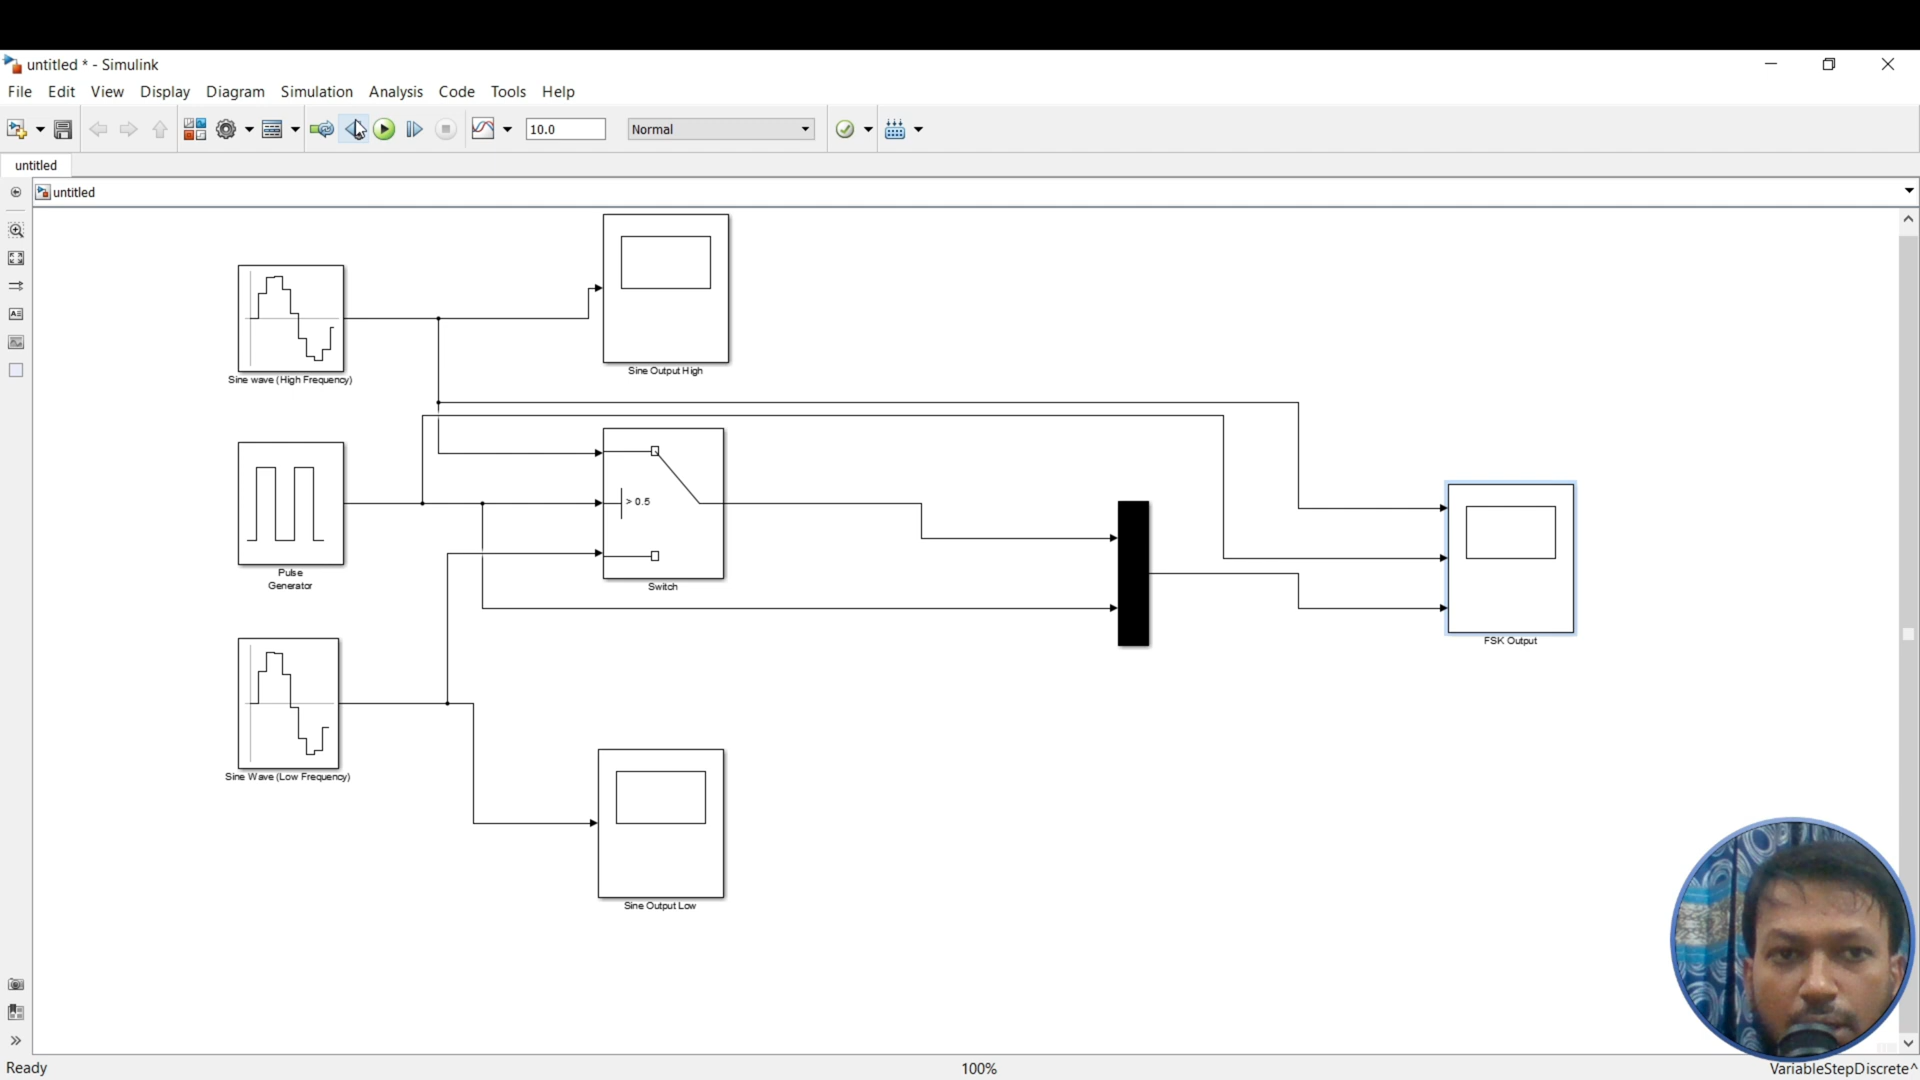 untitled * - Simulink
File Edit View Display Diagram Simulation Analysis Code Tools Help
10.0 Normal
untitled
untitled
Sine wave (High Frequency)
Sine Output High
> 0.5
Pulse
Generator
Switch
FSK Output
Sine Wave (Low Frequency)
Sine Output Low
Ready 100% VariableStepDiscrete^